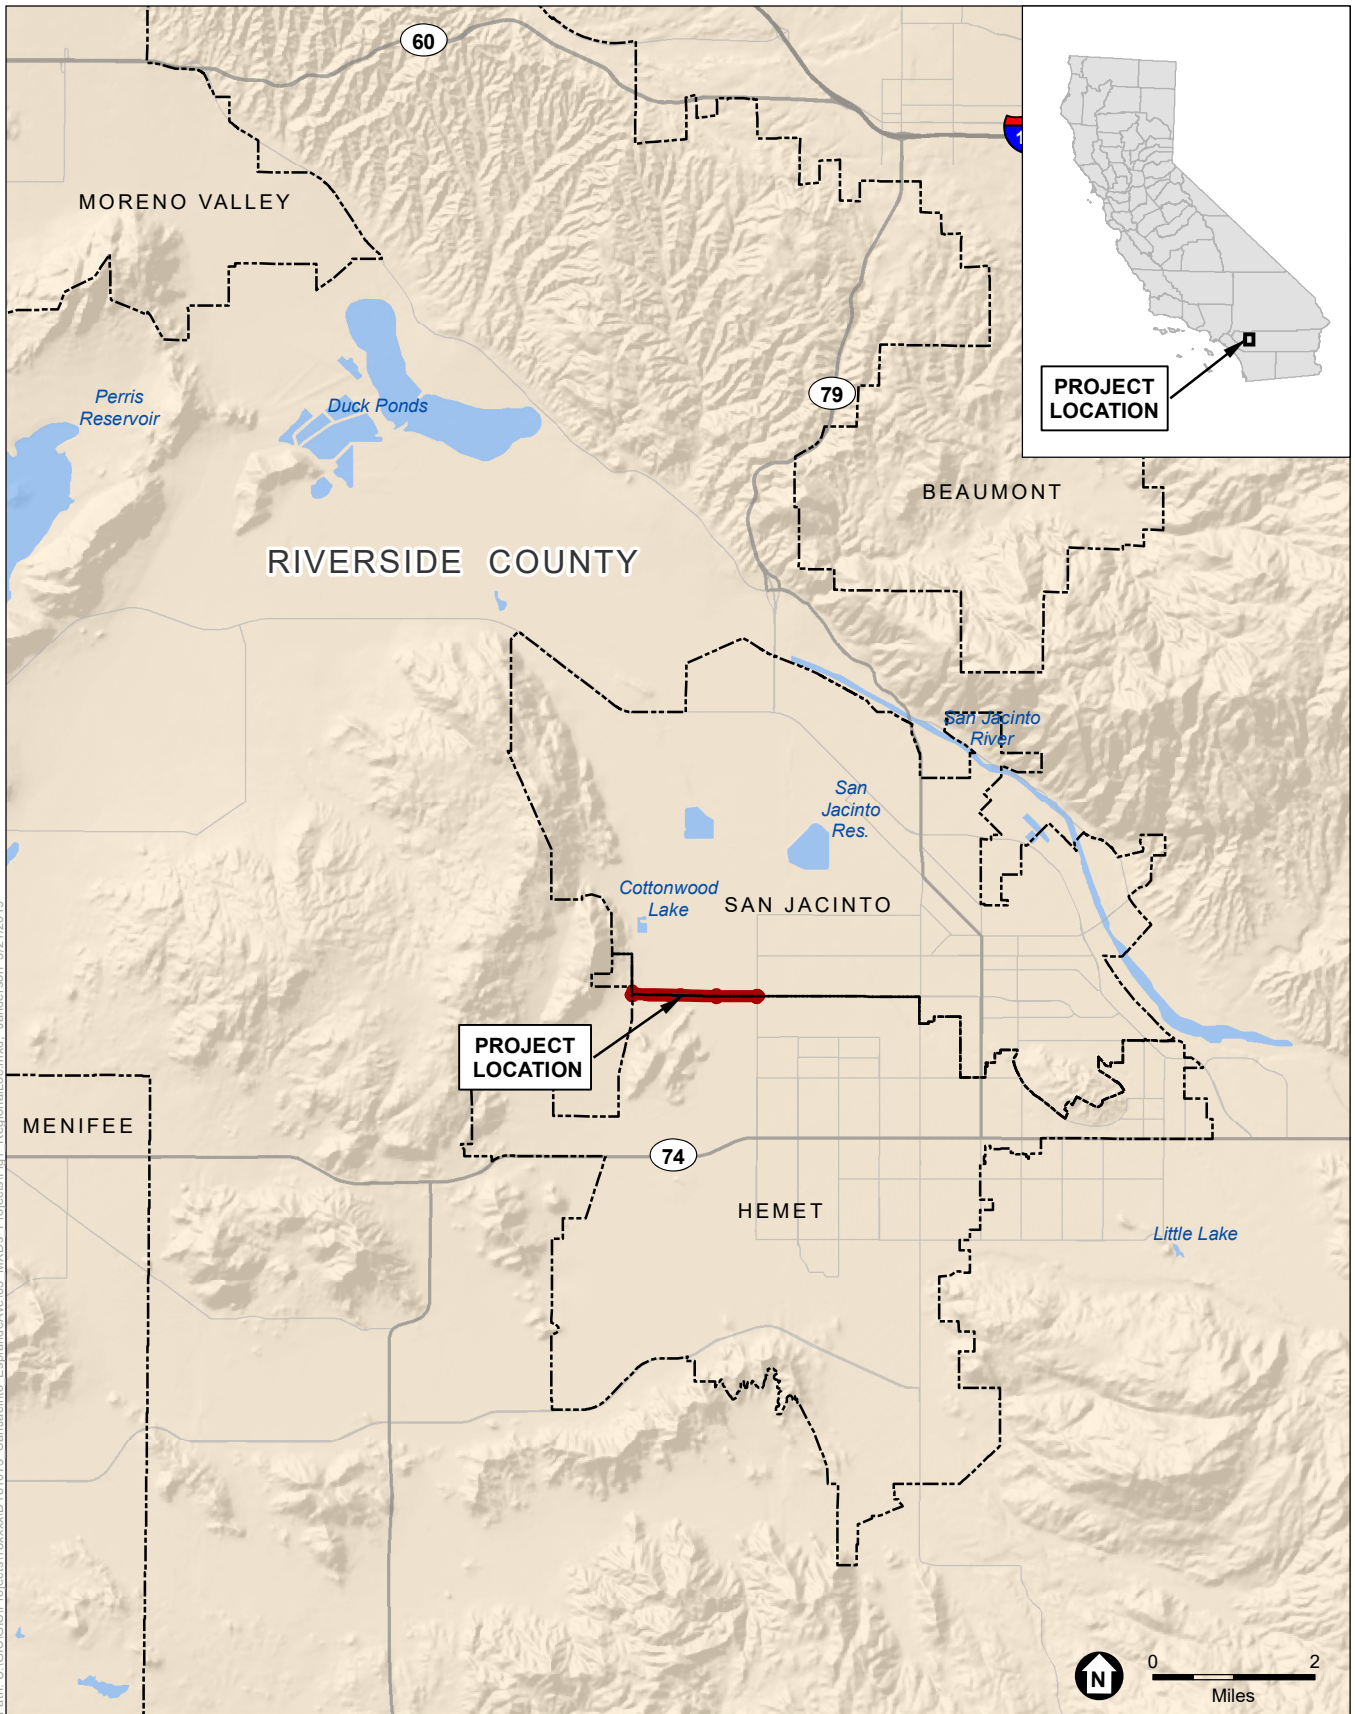 60
1
MORENO VALLEY
PROJECT
LOCATION
Perris
Reservoir
Duck Ponds
79
BEAUMONT
RIVERSIDE COUNTY
San Jacinto
River
San
Jacinto
Res.
Cottonwood
Lake
SAN JACINTO
PROJECT
LOCATION
MENIFEE
74
HEMET
Little Lake
N
0 2
Miles